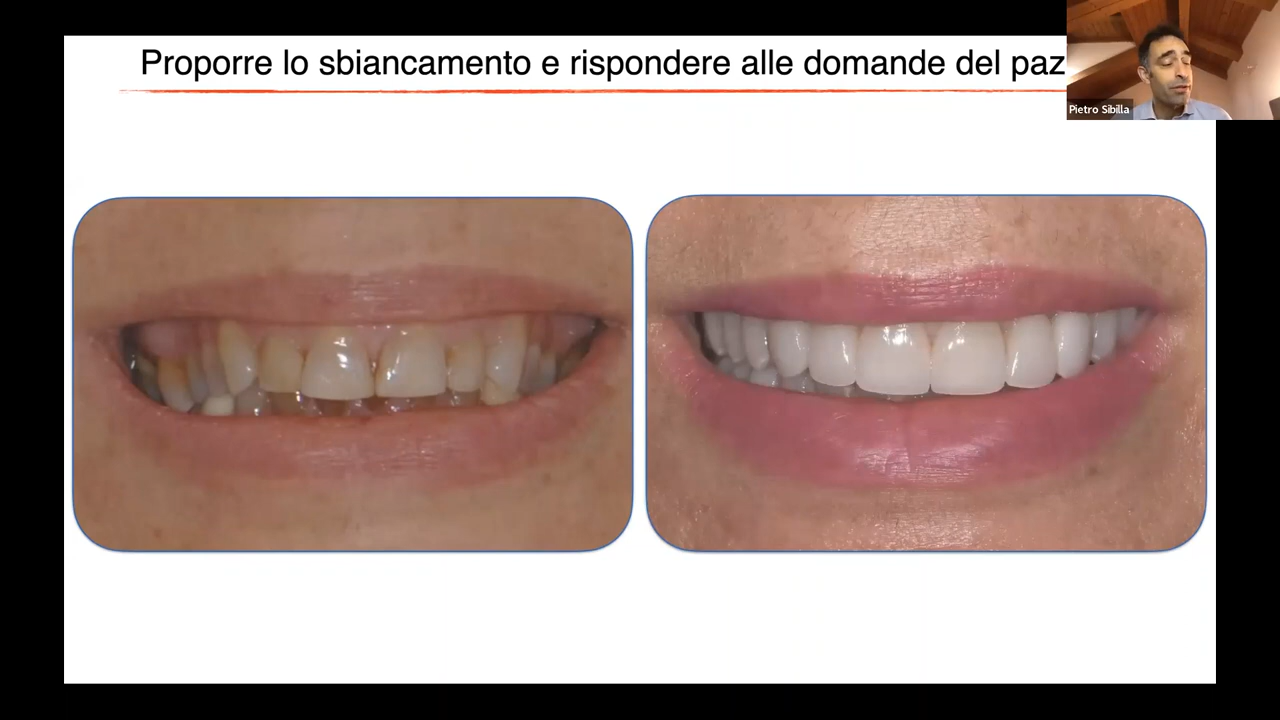 Proporre lo sbiancamento e rispondere alle domande del paz
Pietro Sibilla